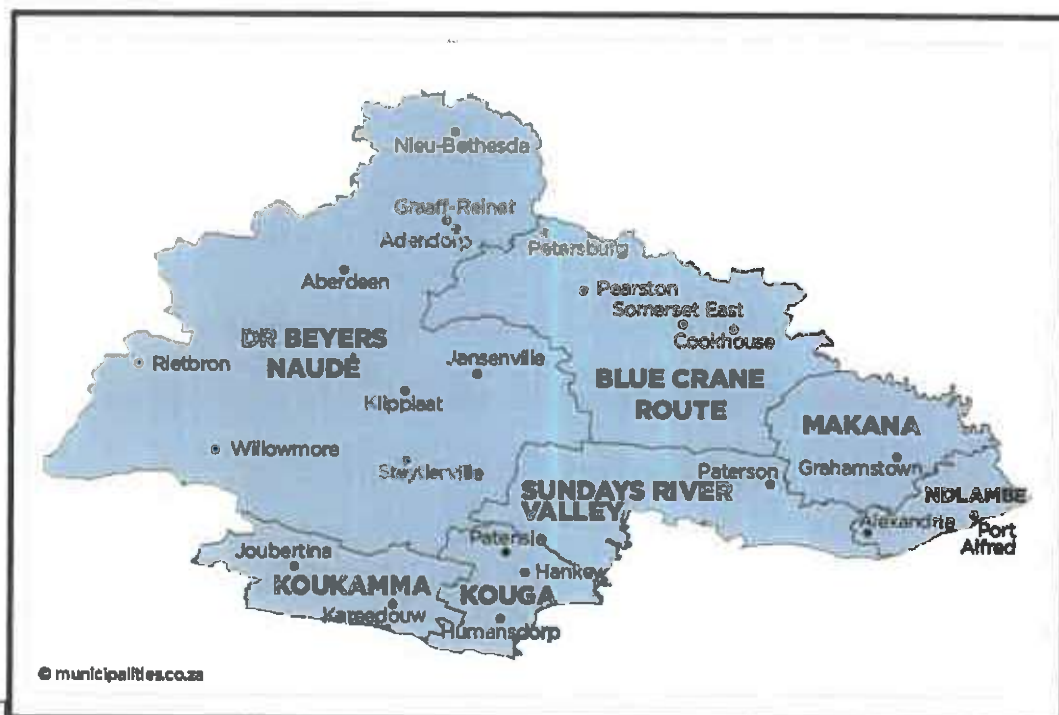 Nieu-Bethesda
Graaff-Reinet
Adendorp
Petersburg
Aberdeen
Pearston
Somerset East
Cookhouse
DR BEYERS
NAUDÉ
Rietbron
Jansenville
BLUE CRANE
ROUTE
Klipplaat
MAKANA
Willowmore
Steytlerville
Grahamstown
Paterson
SUNDAYS RIVER
VALLEY
NDLAMBE
Alexandria
Port
Alfred
Patensie
Joubertina
Hankey
KOUKAMMA
KOUGA
Kareedouw
Humansdorp
© municipalities.co.za